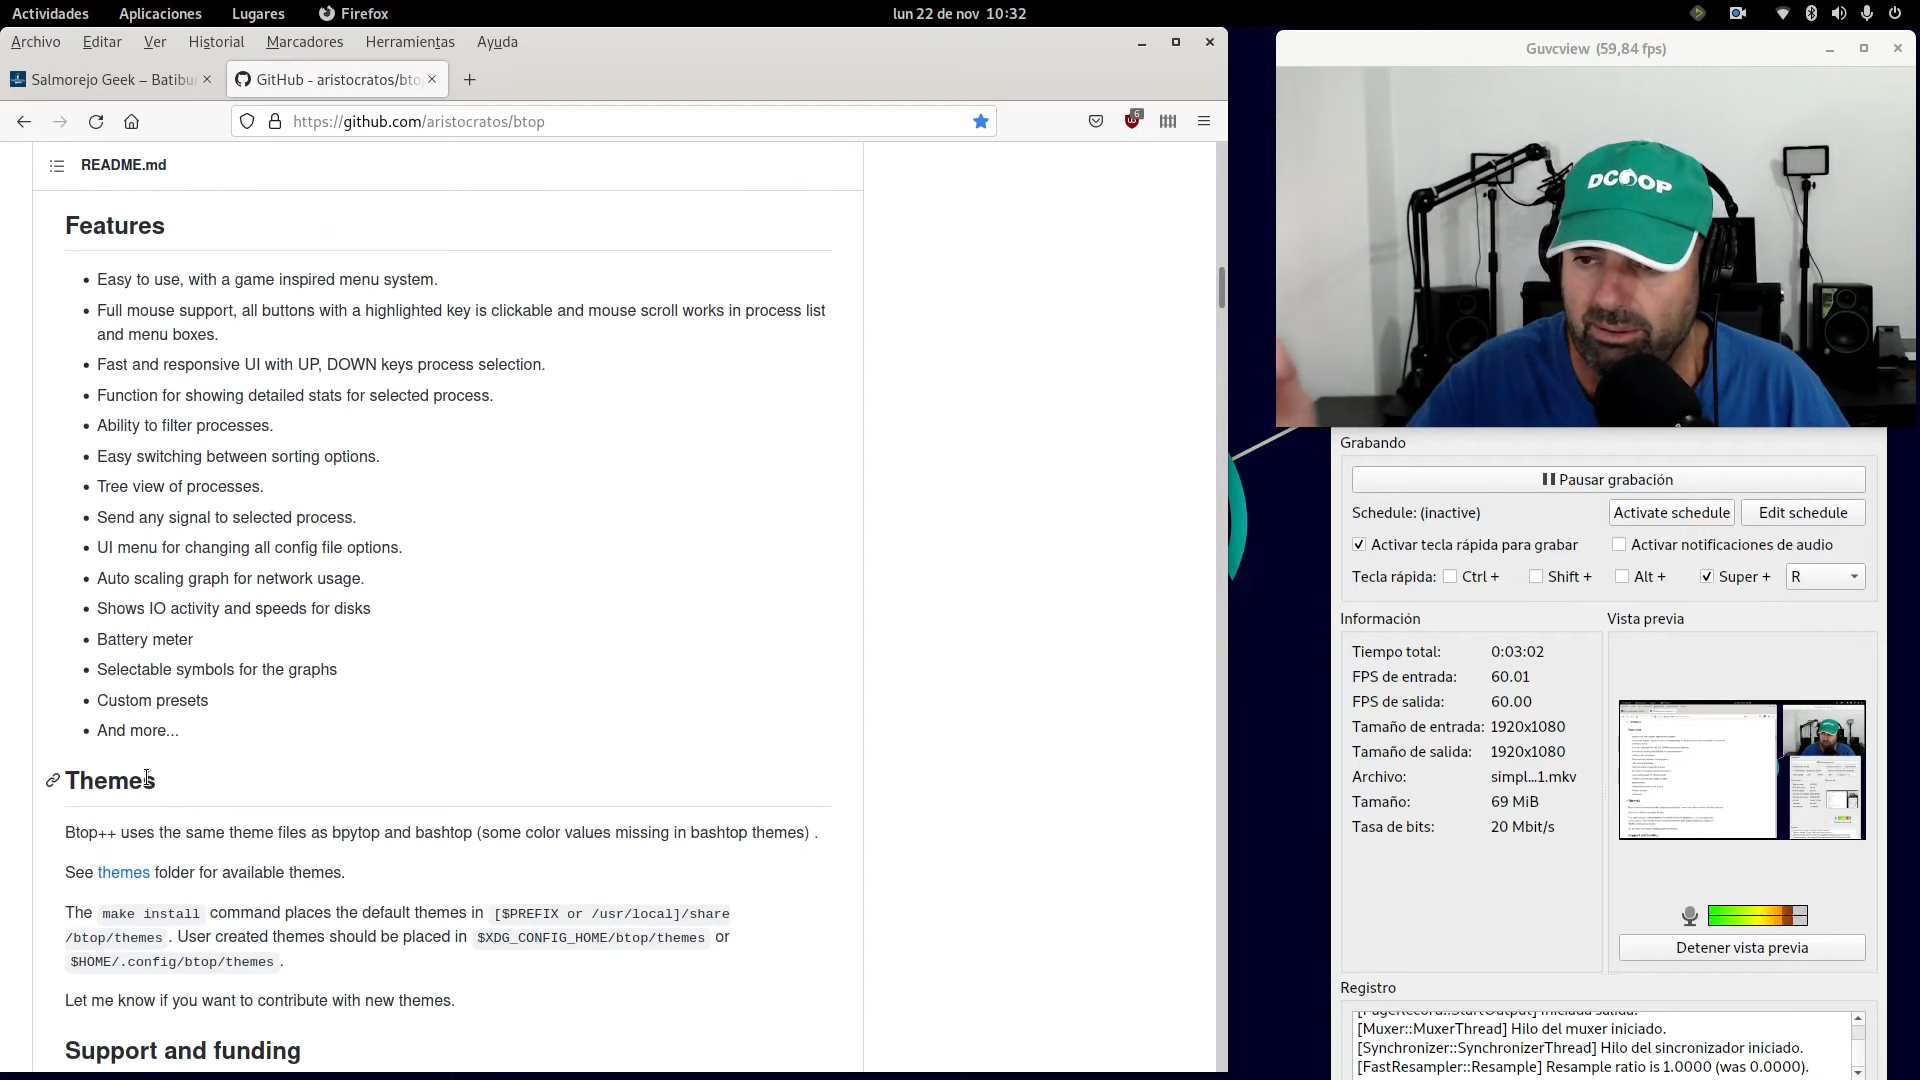 Actividades Aplicaciones Lugares Firefox lun 22 de nov 10:32
Archivo Editar Ver Historial Marcadores Herramientas Ayuda
Salmorejo Geek – Batibu
GitHub - aristocratos/btop
https://github.com/aristocratos/btop
6
README.md
Features
• Easy to use, with a game inspired menu system.
• Full mouse support, all buttons with a highlighted key is clickable and mouse scroll works in process list
and menu boxes.
• Fast and responsive UI with UP, DOWN keys process selection.
• Function for showing detailed stats for selected process.
• Ability to filter processes.
• Easy switching between sorting options.
• Tree view of processes.
• Send any signal to selected process.
• UI menu for changing all config file options.
• Auto scaling graph for network usage.
• Shows IO activity and speeds for disks
• Battery meter
• Selectable symbols for the graphs
• Custom presets
• And more...
Themes
Btop++ uses the same theme files as bpytop and bashtop (some color values missing in bashtop themes) .
See themes folder for available themes.
The make install command places the default themes in [$PREFIX or /usr/local]/share
/btop/themes . User created themes should be placed in $XDG_CONFIG_HOME/btop/themes or
$HOME/.config/btop/themes .
Let me know if you want to contribute with new themes.
Support and funding
Guvcview (59,84 fps)
DCOOP
Grabando
Pausar grabación
Schedule: (inactive) Activate schedule Edit schedule
Activar tecla rápida para grabar Activar notificaciones de audio
Tecla rápida: Ctrl + Shift + Alt + Super + R
Información
Tiempo total: 0:03:02
FPS de entrada: 60.01
FPS de salida: 60.00
Tamaño de entrada: 1920x1080
Tamaño de salida: 1920x1080
Archivo: simpl...1.mkv
Tamaño: 69 MiB
Tasa de bits: 20 Mbit/s
Vista previa
Detener vista previa
Registro
[PageRecord::StartOutput] Iniciada salida.
[Muxer::MuxerThread] Hilo del muxer iniciado.
[Synchronizer::SynchronizerThread] Hilo del sincronizador iniciado.
[FastResampler::Resample] Resample ratio is 1.0000 (was 0.0000).